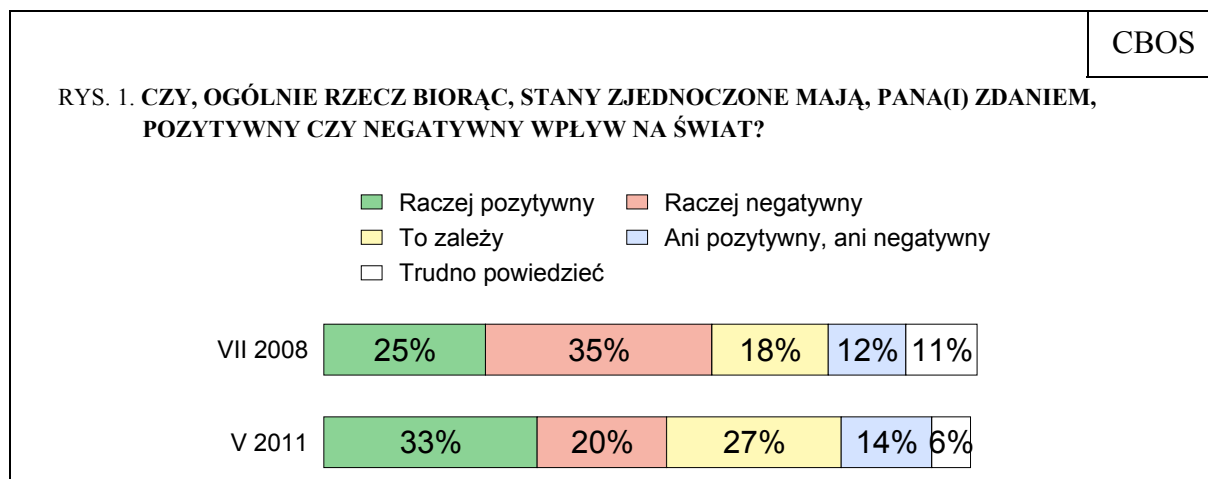 CBOS
RYS. 1. CZY, OGÓLNIE RZECZ BIORĄC, STANY ZJEDNOCZONE MAJĄ, PANA(I) ZDANIEM,
POZYTYWNY CZY NEGATYWNY WPŁYW NA ŚWIAT?
Raczej pozytywny Raczej negatywny
To zależy Ani pozytywny, ani negatywny
Trudno powiedzieć
VII 2008 25% 35% 18% 12% 11%
V 2011 33% 20% 27% 14% 6%